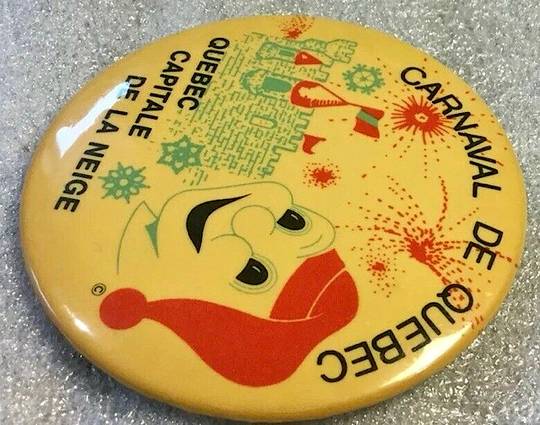 CARNAVAL DE QUEBEC
QUEBEC
CAPITALE
DE LA NEIGE
©